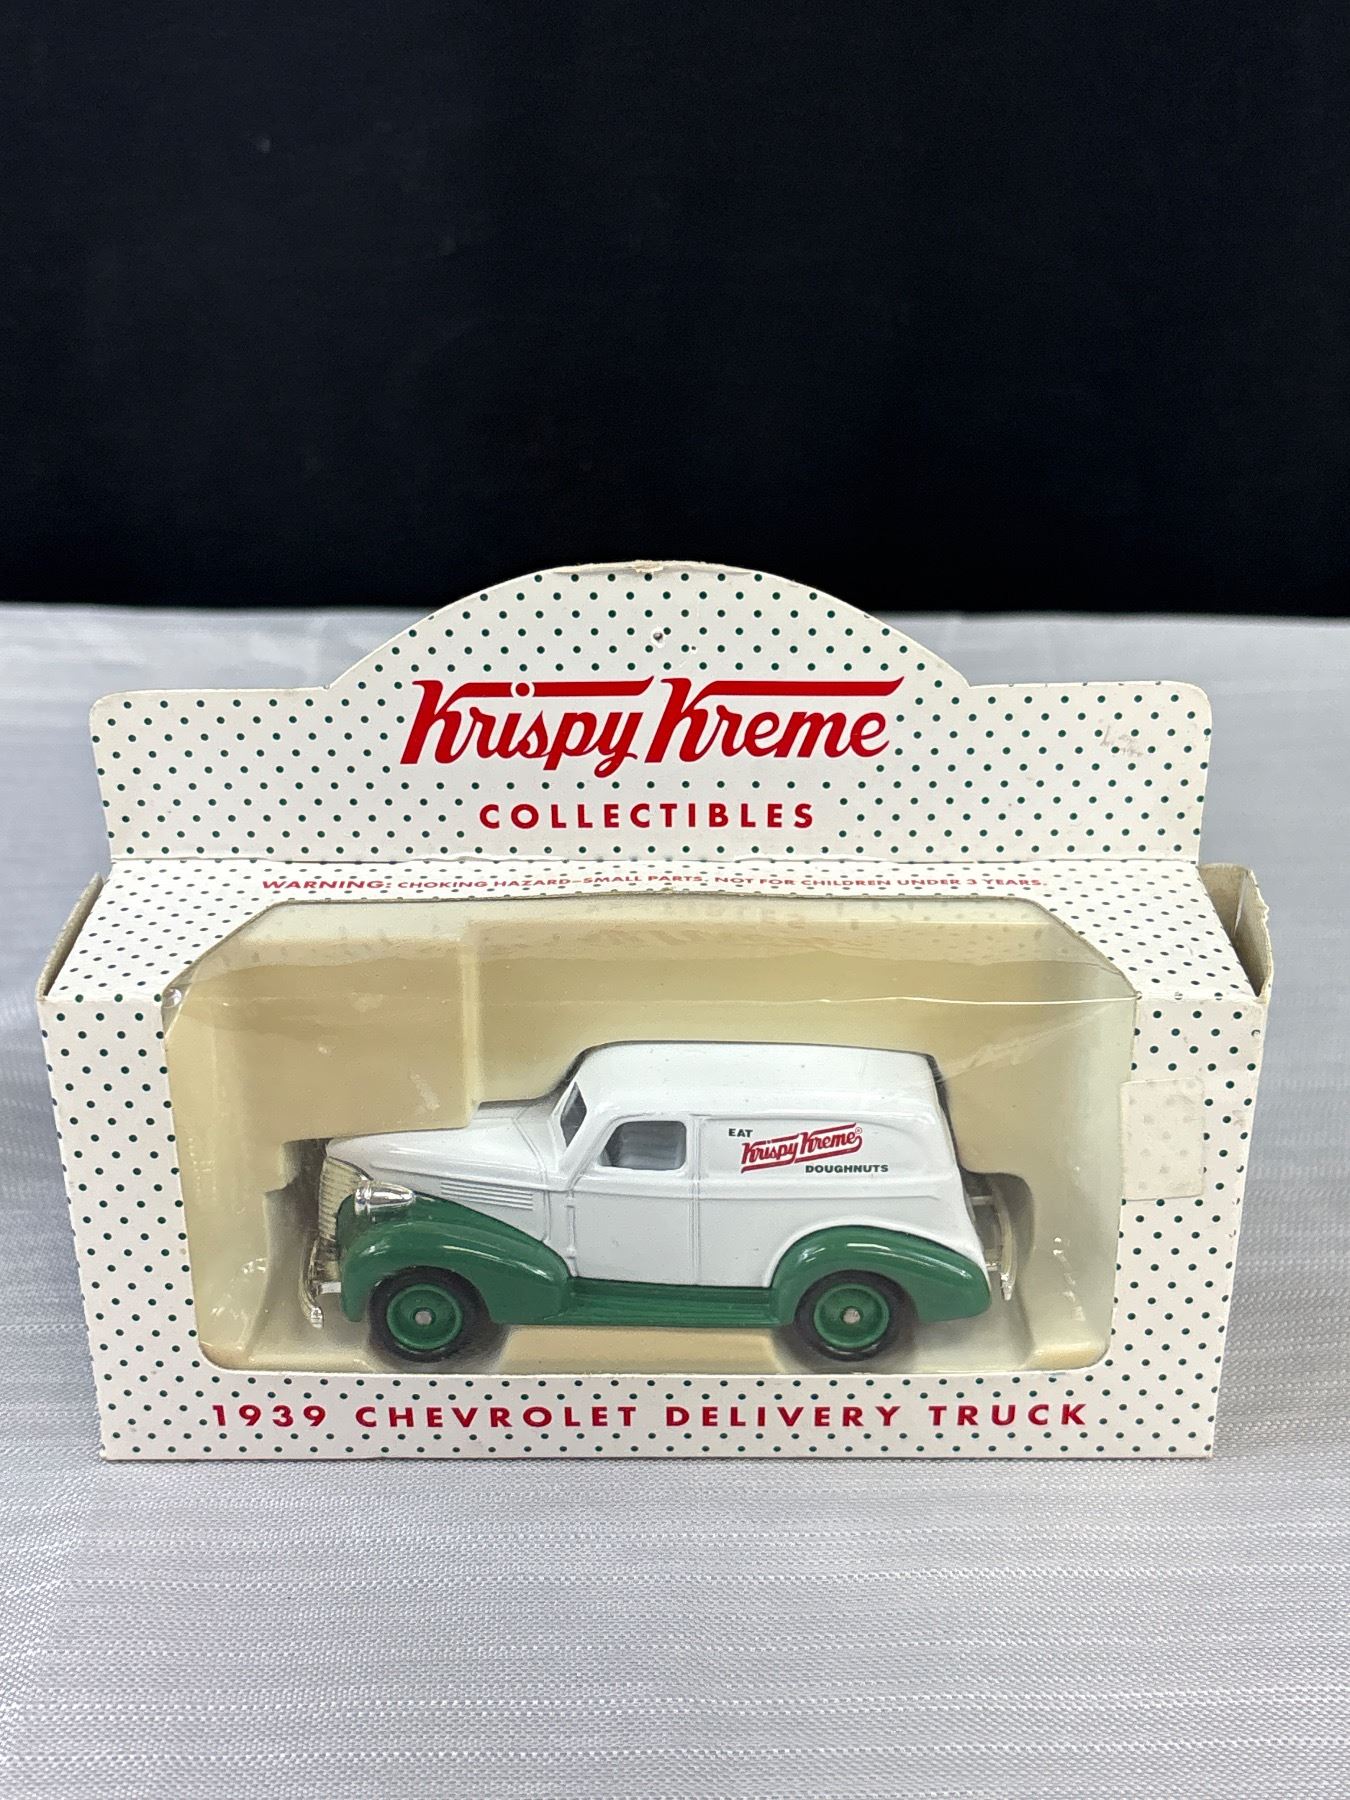 Krispy Kreme
COLLECTIBLES
WARNING: CHOKING HAZARD–SMALL PARTS. NOT FOR CHILDREN UNDER 3 YEARS.
EAT
Krispy Kreme®
DOUGHNUTS
1939 CHEVROLET DELIVERY TRUCK